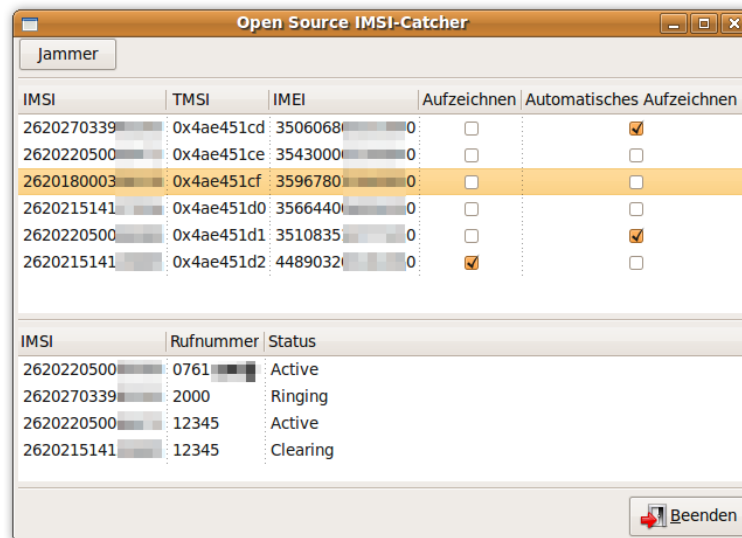 Open Source IMSI-Catcher
Jammer
IMSI TMSI IMEI Aufzeichnen Automatisches Aufzeichnen
2620270339 0x4ae451cd 3506068 0
2620220500 0x4ae451ce 3543000 0
2620180003 0x4ae451cf 3596780 0
2620215141 0x4ae451d0 3566440 0
2620220500 0x4ae451d1 3510835 0
2620215141 0x4ae451d2 4489032 0
IMSI Rufnummer Status
2620220500 0761 Active
2620270339 2000 Ringing
2620220500 12345 Active
2620215141 12345 Clearing
Beenden